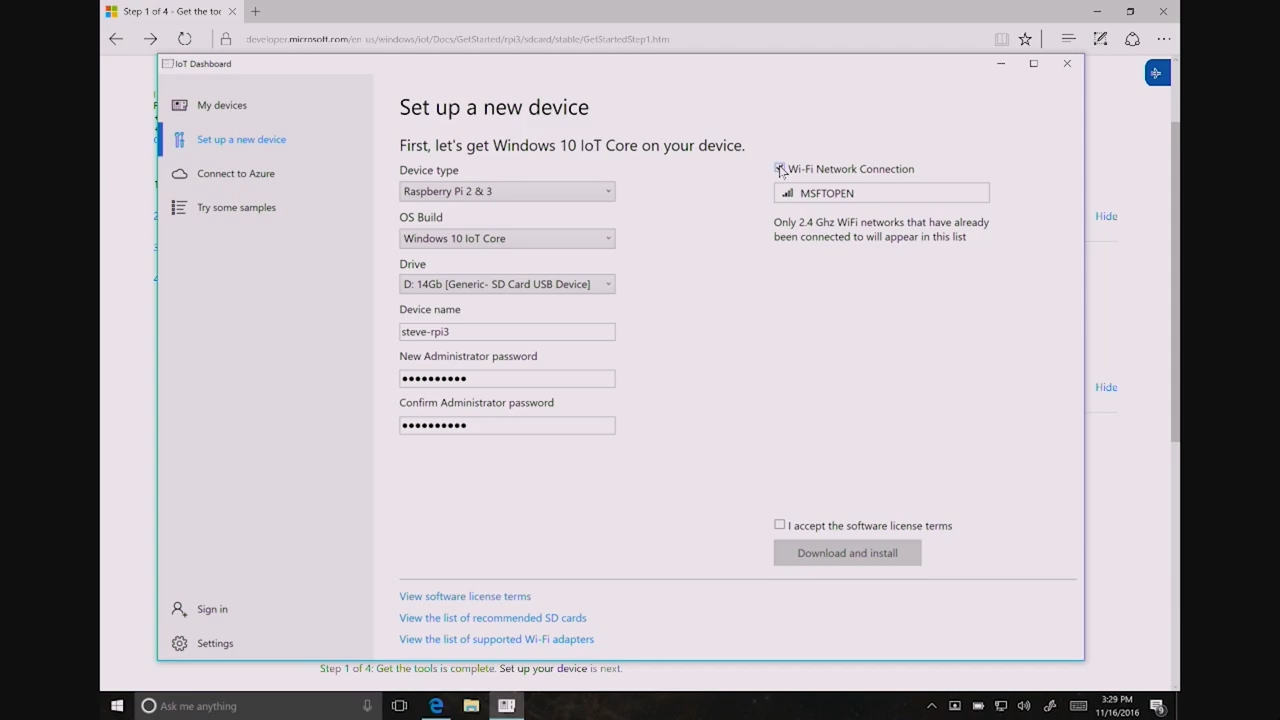 Step 1 of 4 - Get the too
developer.microsoft.com/en us/windows/iot/Docs/GetStarted/rpi3/sdcard/stable/GetStartedStep1.htm
IoT Dashboard
My devices
Set up a new device
Connect to Azure
Try some samples
Sign in
Settings
Set up a new device
First, let's get Windows 10 IoT Core on your device.
Device type
Raspberry Pi 2 & 3
OS Build
Windows 10 IoT Core
Drive
D: 14Gb [Generic- SD Card USB Device]
Device name
steve-rpi3
New Administrator password
••••••••••
Confirm Administrator password
••••••••••
Wi-Fi Network Connection
MSFTOPEN
Only 2.4 Ghz WiFi networks that have already
been connected to will appear in this list
I accept the software license terms
Download and install
View software license terms
View the list of recommended SD cards
View the list of supported Wi-Fi adapters
Hide
Hide
Step 1 of 4: Get the tools is complete. Set up your device is next.
Ask me anything
3:29 PM
11/16/2016